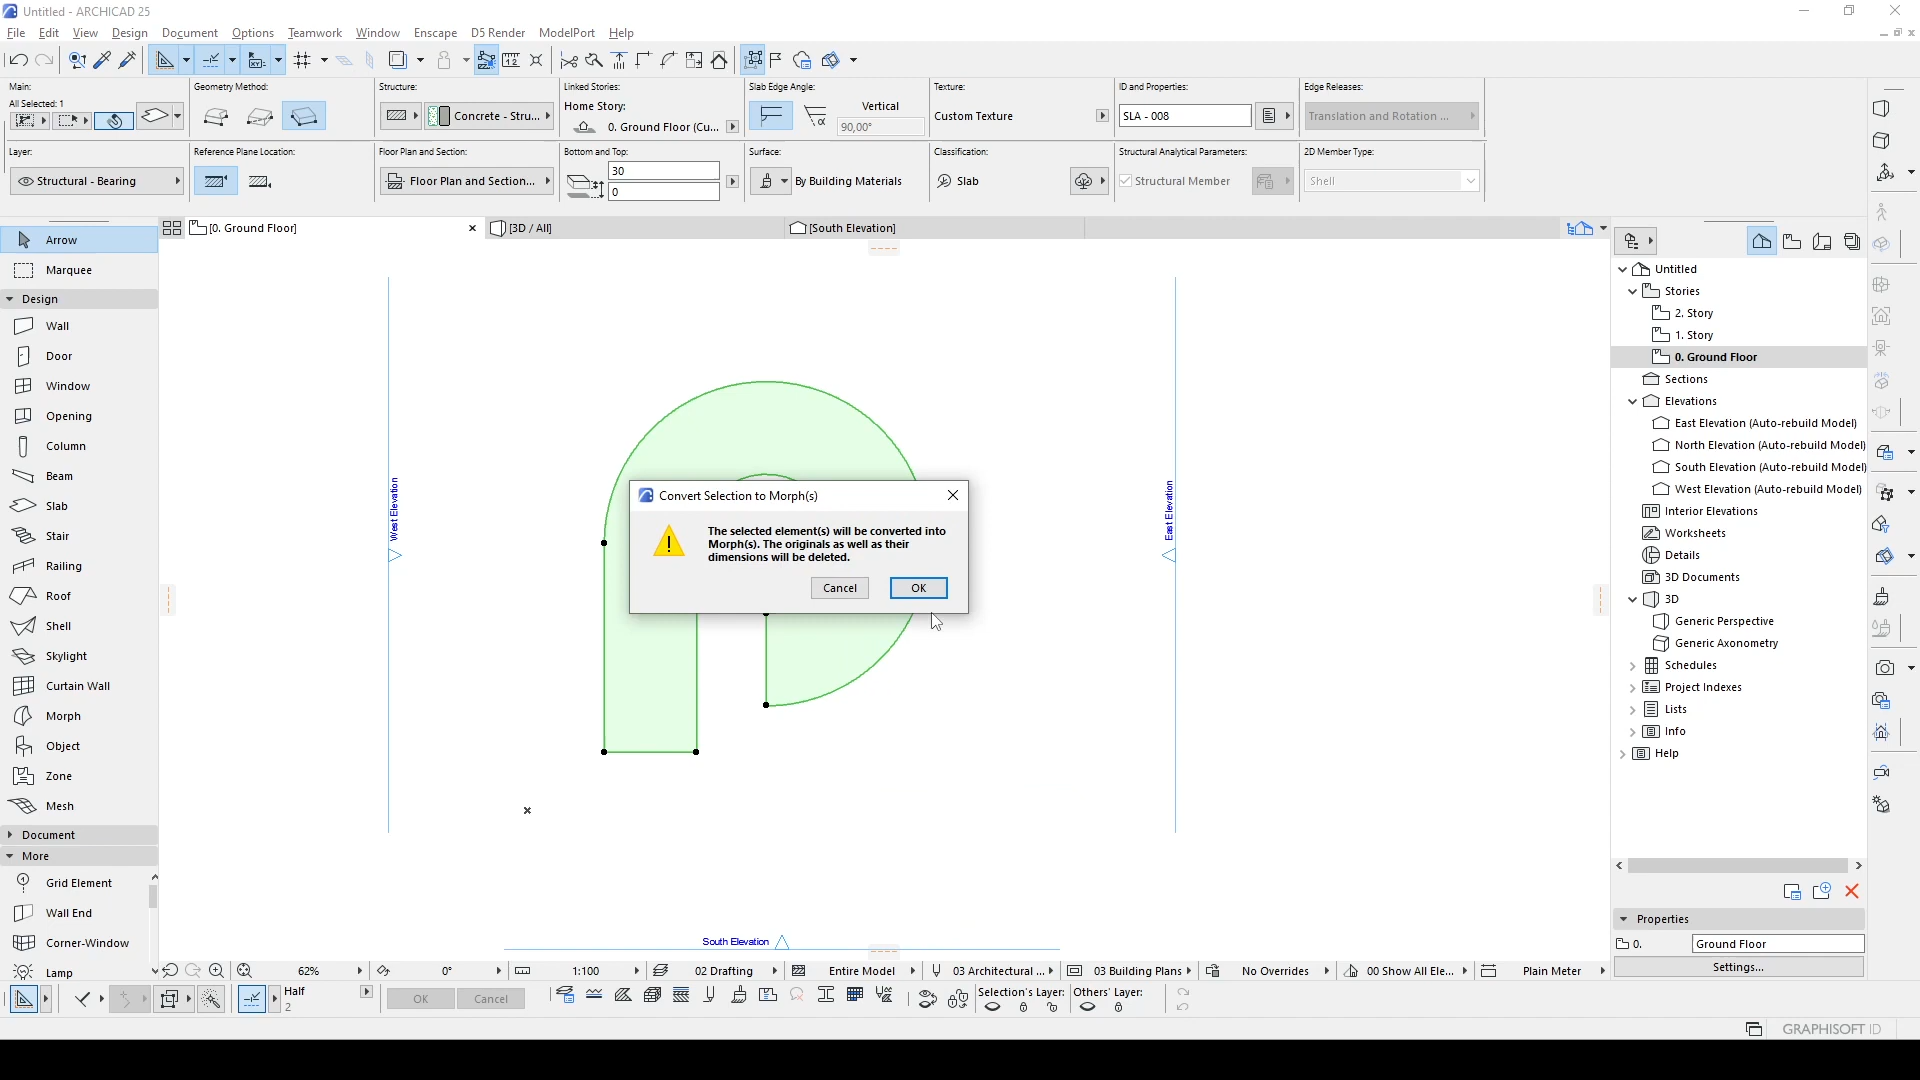 Untitled - ARCHICAD 25
File Edit View Design Document Options Teamwork Window Enscape D5 Render ModelPort Help
Main:
All Selected: 1
Geometry Method:
Structure:
Concrete - Stru...
Linked Stories:
Home Story:
0. Ground Floor (Cu...
Slab Edge Angle:
Vertical
90,00°
Texture:
Custom Texture
ID and Properties:
SLA - 008
Edge Releases:
Translation and Rotation ...
Layer:
Structural - Bearing
Reference Plane Location:
Floor Plan and Section:
Floor Plan and Section...
Bottom and Top:
30
0
Surface:
By Building Materials
Classification:
Slab
Structural Analytical Parameters:
Structural Member
2D Member Type:
Shell
[0. Ground Floor]
[3D / All]
[South Elevation]
Arrow
Marquee
Design
Wall
Door
Window
Opening
Column
Beam
Slab
Stair
Railing
Roof
Shell
Skylight
Curtain Wall
Morph
Object
Zone
Mesh
Document
More
Grid Element
Wall End
Corner-Window
Lamp
West Elevation
East Elevation
South Elevation
Convert Selection to Morph(s)
The selected element(s) will be converted into
Morph(s). The originals as well as their
dimensions will be deleted.
Cancel
OK
Untitled
Stories
2. Story
1. Story
0. Ground Floor
Sections
Elevations
East Elevation (Auto-rebuild Model)
North Elevation (Auto-rebuild Model)
South Elevation (Auto-rebuild Model)
West Elevation (Auto-rebuild Model)
Interior Elevations
Worksheets
Details
3D Documents
3D
Generic Perspective
Generic Axonometry
Schedules
Project Indexes
Lists
Info
Help
Properties
0.
Ground Floor
Settings...
62%
0°
1:100
02 Drafting
Entire Model
03 Architectural ...
03 Building Plans
No Overrides
00 Show All Ele...
Plain Meter
Half
2
OK
Cancel
Selection's Layer:
Others' Layer:
GRAPHISOFT ID